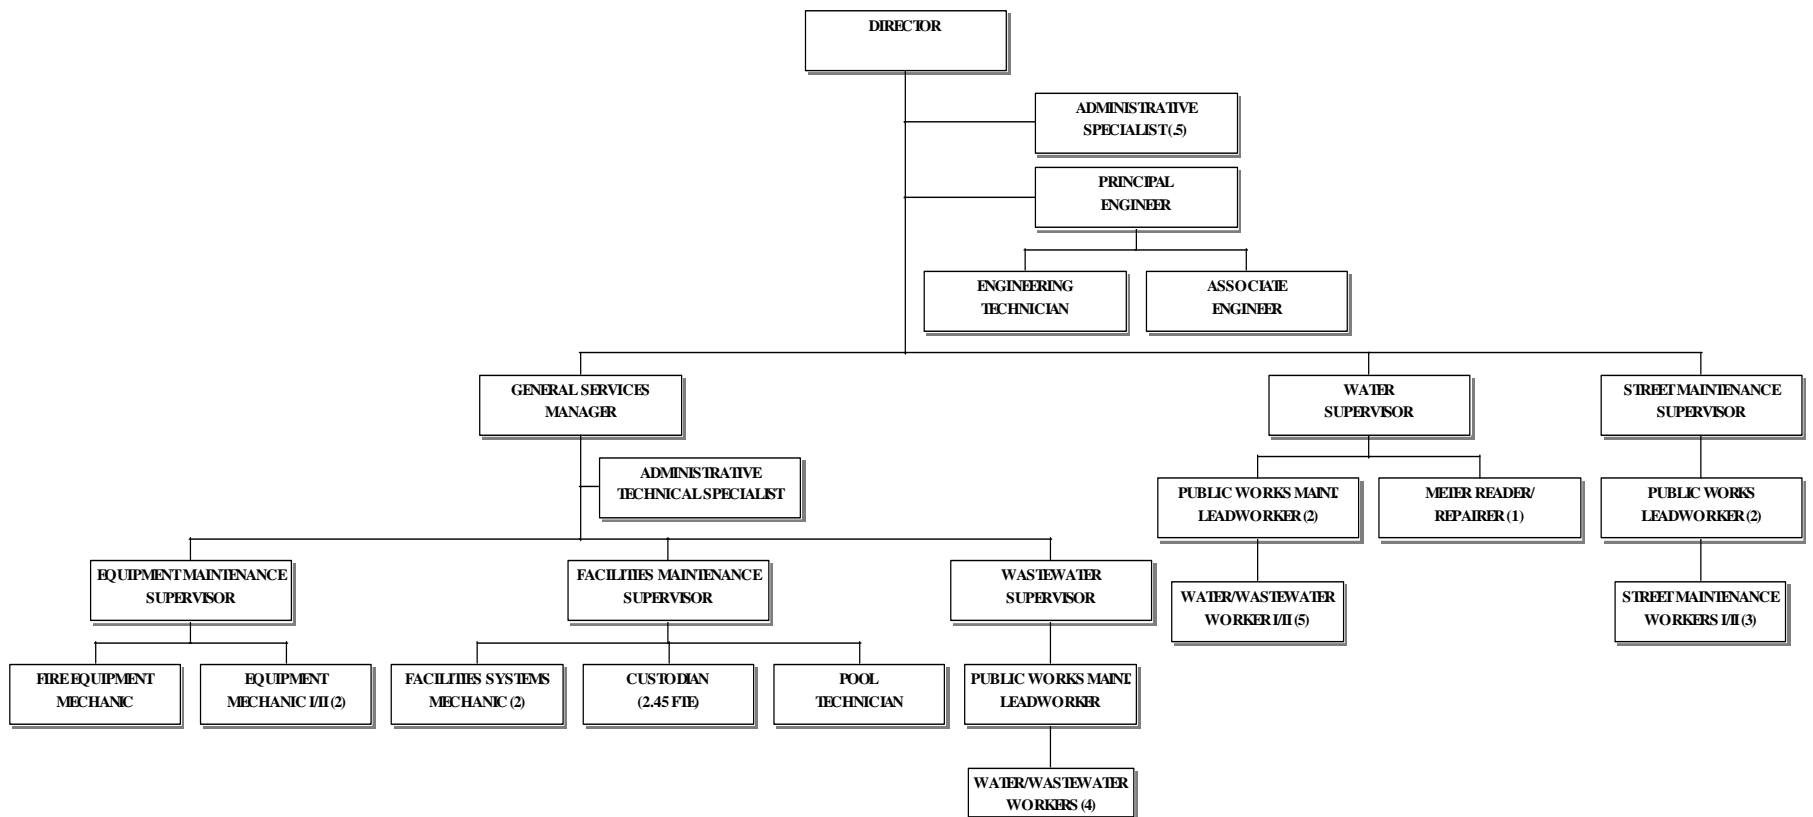 DIRECTOR
ADMINISTRATIVE
SPECIALIST (.5)
PRINCIPAL
ENGINEER
ENGINEERING
TECHNICIAN
ASSOCIATE
ENGINEER
GENERAL SERVICES
MANAGER
WATER
SUPERVISOR
STREET MAINTENANCE
SUPERVISOR
ADMINISTRATIVE
TECHNICAL SPECIALIST
PUBLIC WORKS MAINT.
LEADWORKER (2)
METER READER/
REPAIRER (1)
PUBLIC WORKS
LEADWORKER (2)
EQUIPMENT MAINTENANCE
SUPERVISOR
FACILITIES MAINTENANCE
SUPERVISOR
WASTEWATER
SUPERVISOR
WATER/WASTEWATER
WORKER I/II (5)
STREET MAINTENANCE
WORKERS I/II (3)
FIRE EQUIPMENT
MECHANIC
EQUIPMENT
MECHANIC I/II (2)
FACILITIES SYSTEMS
MECHANIC (2)
CUSTODIAN
(2.45 FTE)
POOL
TECHNICIAN
PUBLIC WORKS MAINT.
LEADWORKER
WATER/WASTEWATER
WORKERS (4)